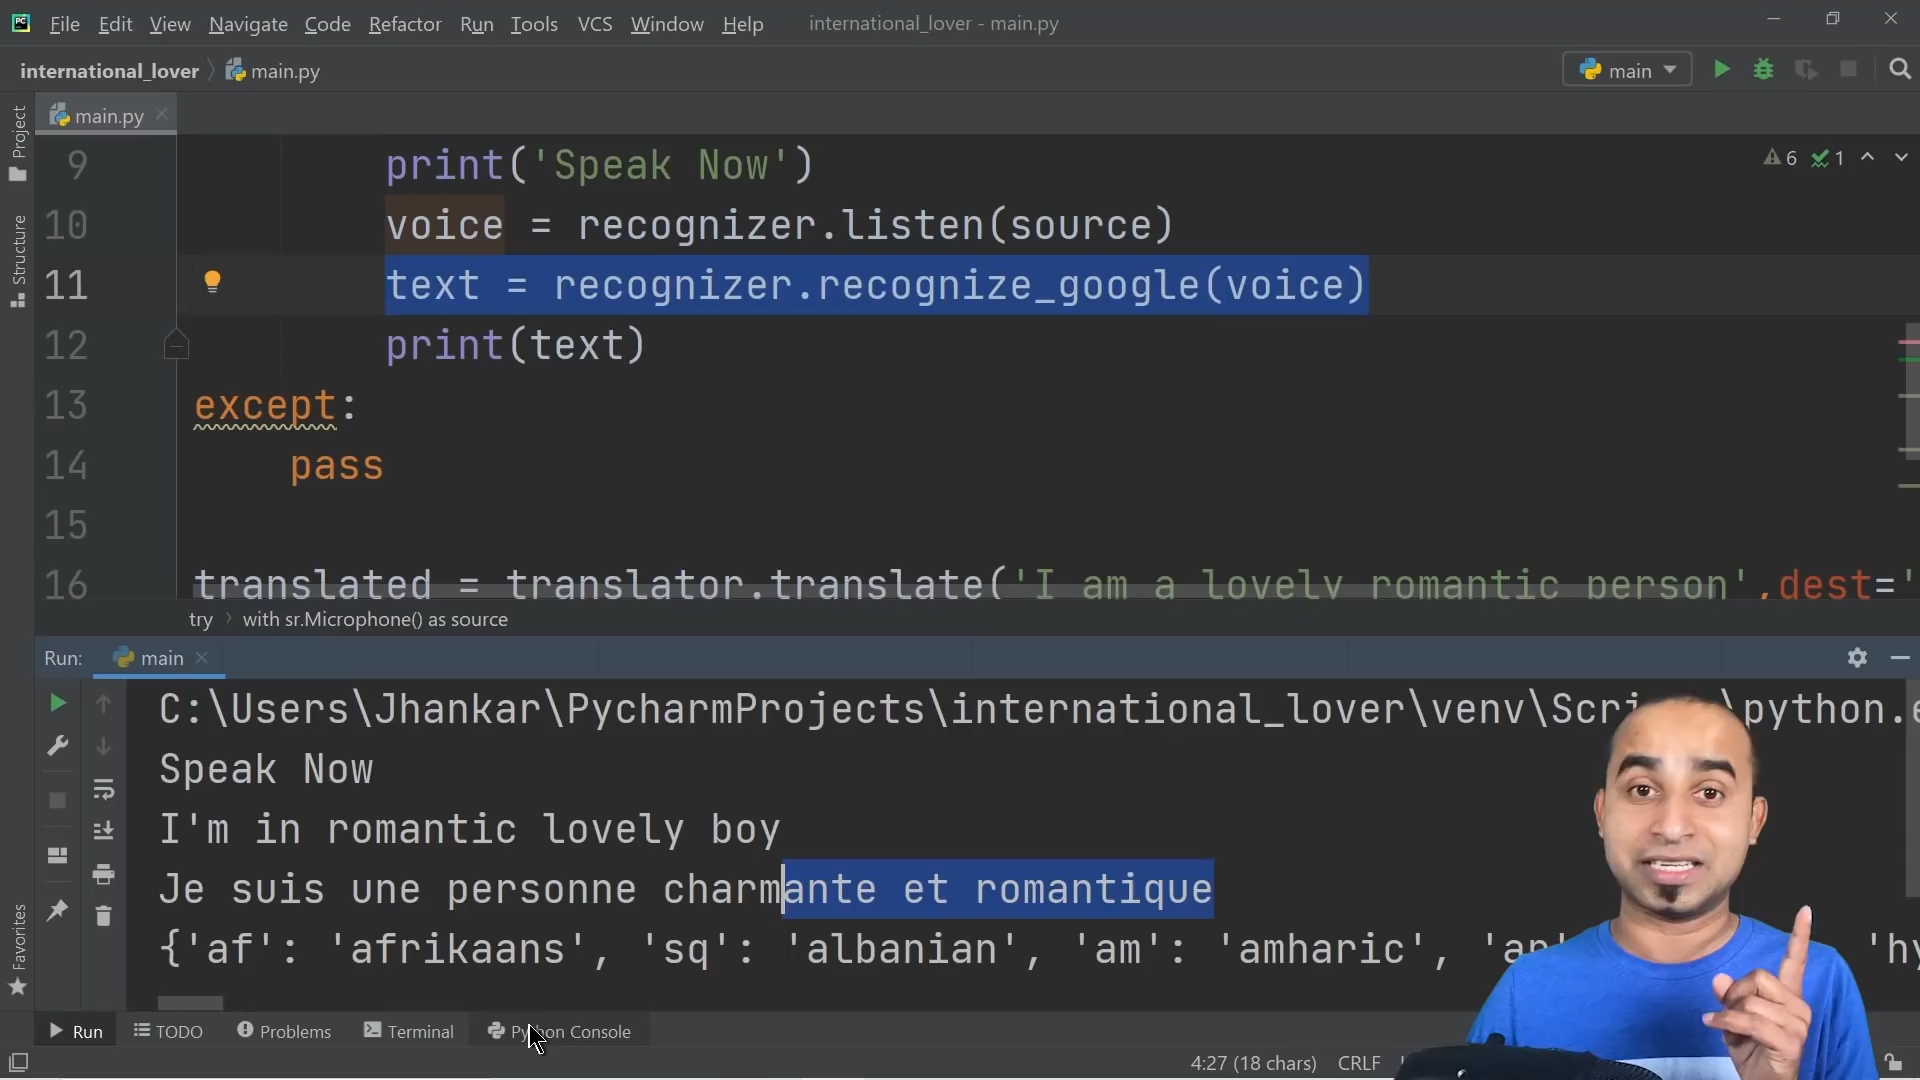 PC File Edit View Navigate Code Refactor Run Tools VCS Window Help international_lover - main.py
international_lover main.py main
main.py
Project
Structure
Favorites
6 1
9 print('Speak Now')
10 voice = recognizer.listen(source)
11 text = recognizer.recognize_google(voice)
12 print(text)
13 except:
14 pass
15
16 translated = translator.translate('I am a lovely romantic person',dest='
try with sr.Microphone() as source
Run: main
C:\Users\Jhankar\PycharmProjects\international_lover\venv\Scri \python.e
Speak Now
I'm in romantic lovely boy
Je suis une personne charmante et romantique
{'af': 'afrikaans', 'sq': 'albanian', 'am': 'amharic', 'a 'hy
Run TODO Problems Terminal Python Console
4:27 (18 chars) CRLF